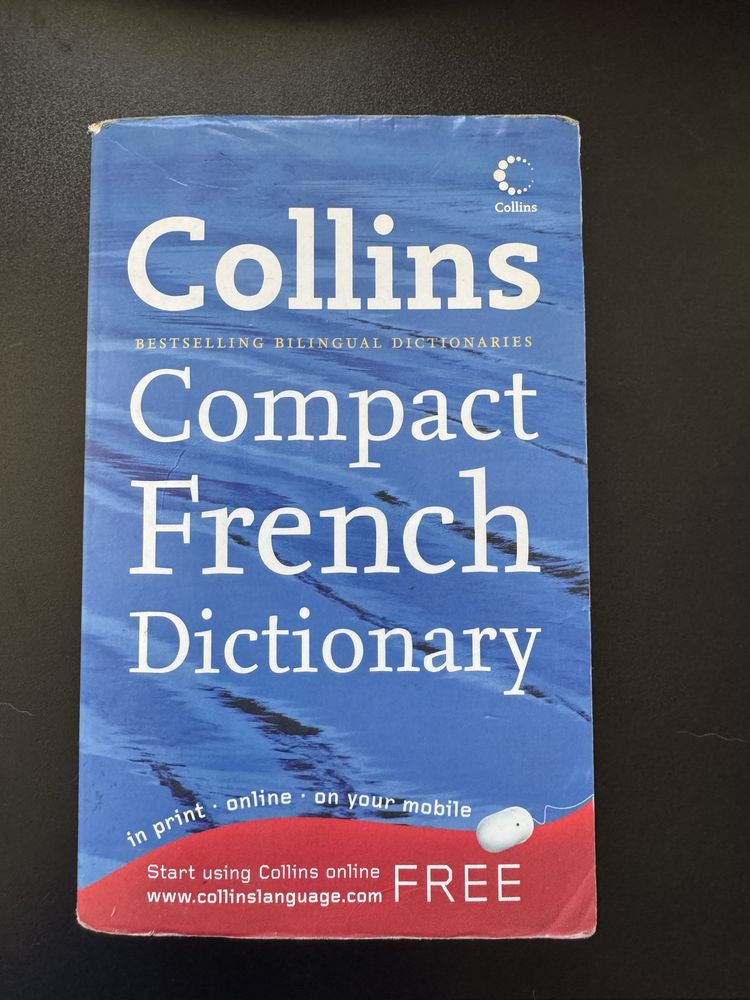 Collins
Collins
BESTSELLING BILINGUAL DICTIONARIES
Compact
French
Dictionary
in print · online · on your mobile
Start using Collins online
www.collinslanguage.com FREE